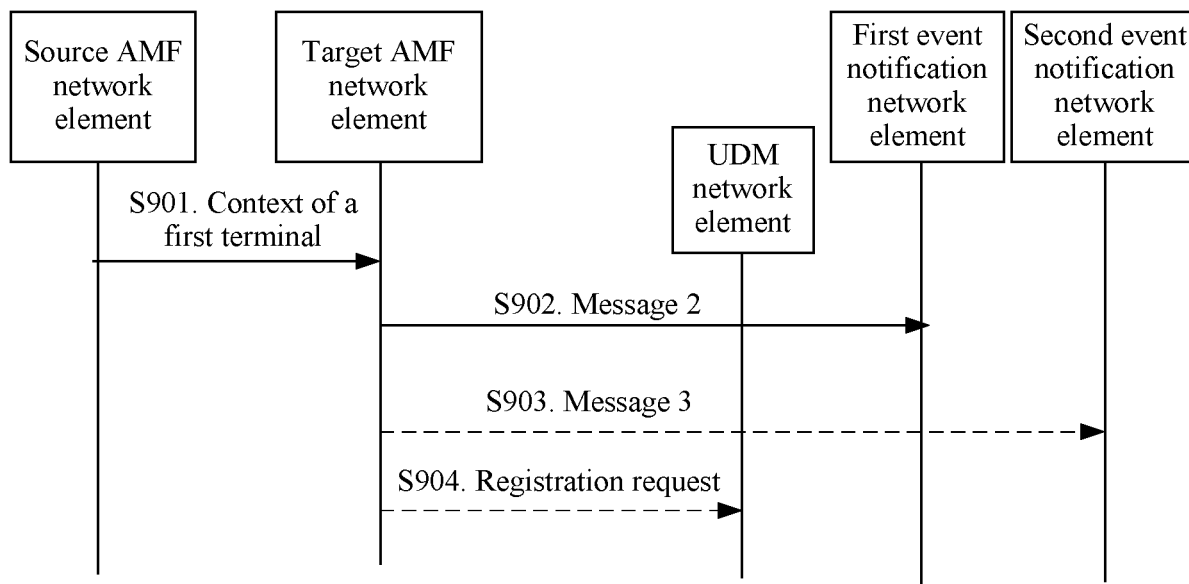 Source AMF
network
element
Target AMF
network
element
UDM
network
element
First event
notification
network
element
Second event
notification
network
element
S901. Context of a
first terminal
S902. Message 2
S903. Message 3
S904. Registration request